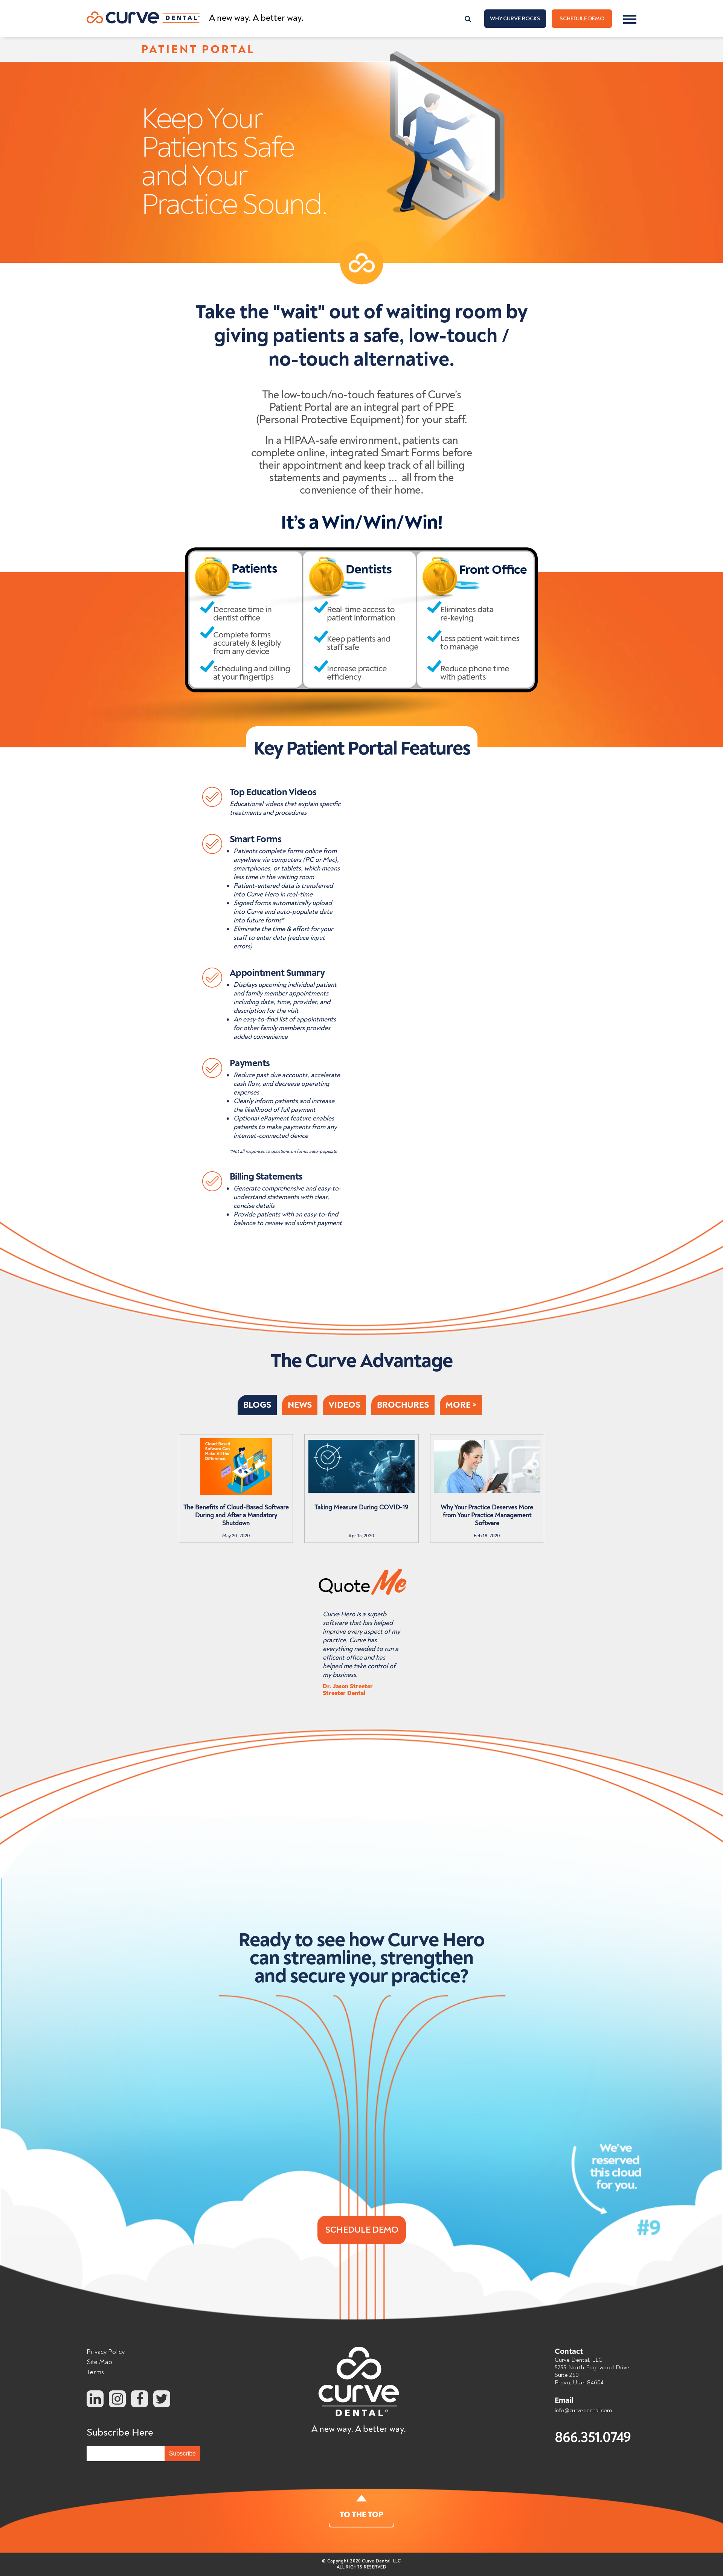 curve
DENTAL®
A new way. A better way.
WHY CURVE ROCKS
SCHEDULE DEMO
PATIENT PORTAL
Keep Your
Patients Safe
and Your
Practice Sound.
Take the "wait" out of waiting room by
giving patients a safe, low-touch /
no-touch alternative.
The low-touch/no-touch features of Curve's
Patient Portal are an integral part of PPE
(Personal Protective Equipment) for your staff.
In a HIPAA-safe environment, patients can
complete online, integrated Smart Forms before
their appointment and keep track of all billing
statements and payments ... all from the
convenience of their home.
It's a Win/Win/Win!
Patients
Decrease time in
dentist office
Complete forms
accurately & legibly
from any device
Scheduling and billing
at your fingertips
Dentists
Real-time access to
patient information
Keep patients and
staff safe
Increase practice
efficiency
Front Office
Eliminates data
re-keying
Less patient wait times
to manage
Reduce phone time
with patients
Key Patient Portal Features
Top Education Videos
Educational videos that explain specific
treatments and procedures
Smart Forms
• Patients complete forms online from
anywhere via computers (PC or Mac),
smartphones, or tablets, which means
less time in the waiting room
• Patient-entered data is transferred
into Curve Hero in real-time
• Signed forms automatically upload
into Curve and auto-populate data
into future forms*
• Eliminate the time & effort for your
staff to enter data (reduce input
errors)
Appointment Summary
• Displays upcoming individual patient
and family member appointments
including date, time, provider, and
description for the visit
• An easy-to-find list of appointments
for other family members provides
added convenience
Payments
• Reduce past due accounts, accelerate
cash flow, and decrease operating
expenses
• Clearly inform patients and increase
the likelihood of full payment
• Optional ePayment feature enables
patients to make payments from any
internet-connected device
*Not all responses to questions on forms auto-populate
Billing Statements
• Generate comprehensive and easy-to-
understand statements with clear,
concise details
• Provide patients with an easy-to-find
balance to review and submit payment
The Curve Advantage
BLOGS
NEWS
VIDEOS
BROCHURES
MORE >
Cloud-Based
Software Can
Make All the
Difference
The Benefits of Cloud-Based Software
During and After a Mandatory
Shutdown
May 20, 2020
Taking Measure During COVID-19
Apr 15, 2020
Why Your Practice Deserves More
from Your Practice Management
Software
Feb 18, 2020
Quote Me
Curve Hero is a superb
software that has helped
improve every aspect of my
practice. Curve has
everything needed to run a
efficent office and has
helped me take control of
my business.
Dr. Jason Streeter
Streeter Dental
Ready to see how Curve Hero
can streamline, strengthen
and secure your practice?
We've
reserved
this cloud
for you.
#9
SCHEDULE DEMO
Privacy Policy
Site Map
Terms
Subscribe Here
Subscribe
curve
DENTAL®
A new way. A better way.
Contact
Curve Dental, LLC
5255 North Edgewood Drive
Suite 250
Provo, Utah 84604
Email
info@curvedental.com
866.351.0749
TO THE TOP
© Copyright 2020 Curve Dental, LLC
ALL RIGHTS RESERVED